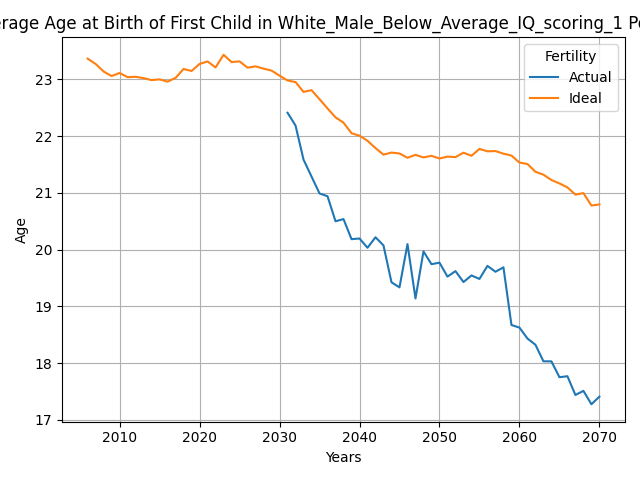 erage Age at Birth of First Child in White_Male_Below_Average_IQ_scoring_1 Po
Fertility
Actual
Ideal
23
22
21
20
19
18
17
Age
2010 2020 2030 2040 2050 2060 2070
Years